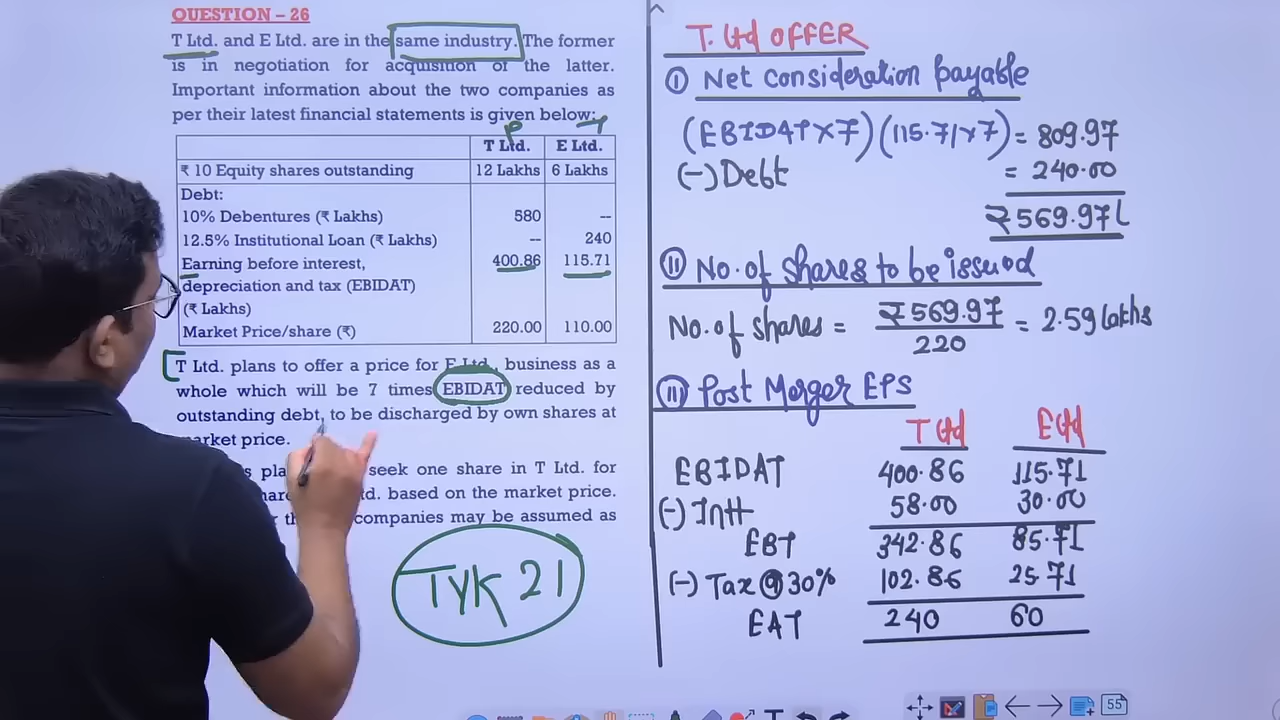 QUESTION – 26
T Ltd. and E Ltd. are in the same industry. The former
is in negotiation for acquisition of the latter.
Important information about the two companies as
per their latest financial statements is given below:
P T
T Ltd. E Ltd.
₹ 10 Equity shares outstanding 12 Lakhs 6 Lakhs
Debt:
10% Debentures (₹ Lakhs) 580 --
12.5% Institutional Loan (₹ Lakhs) -- 240
Earning before interest, 400.86 115.71
depreciation and tax (EBIDAT)
(₹ Lakhs)
Market Price/share (₹) 220.00 110.00
T Ltd. plans to offer a price for E Ltd., business as a
whole which will be 7 times EBIDAT reduced by
outstanding debt, to be discharged by own shares at
market price.
seek one share in T Ltd. for
based on the market price.
companies may be assumed as
TYK 21
T. Ltd OFFER
(I) Net consideration payable
(EBIDAT×7)(115.71×7) = 809.97
(-) Debt = 240.00
₹569.97L
(II) No. of shares to be issued
No. of shares = ₹569.97 / 220 = 2.59 lakhs
(III) Post Merger EPS
T Ltd E Ltd
EBIDAT 400.86 115.71
(-) Intt 58.00 30.00
EBT 342.86 85.71
(-) Tax @ 30% 102.86 25.71
EAT 240 60
55